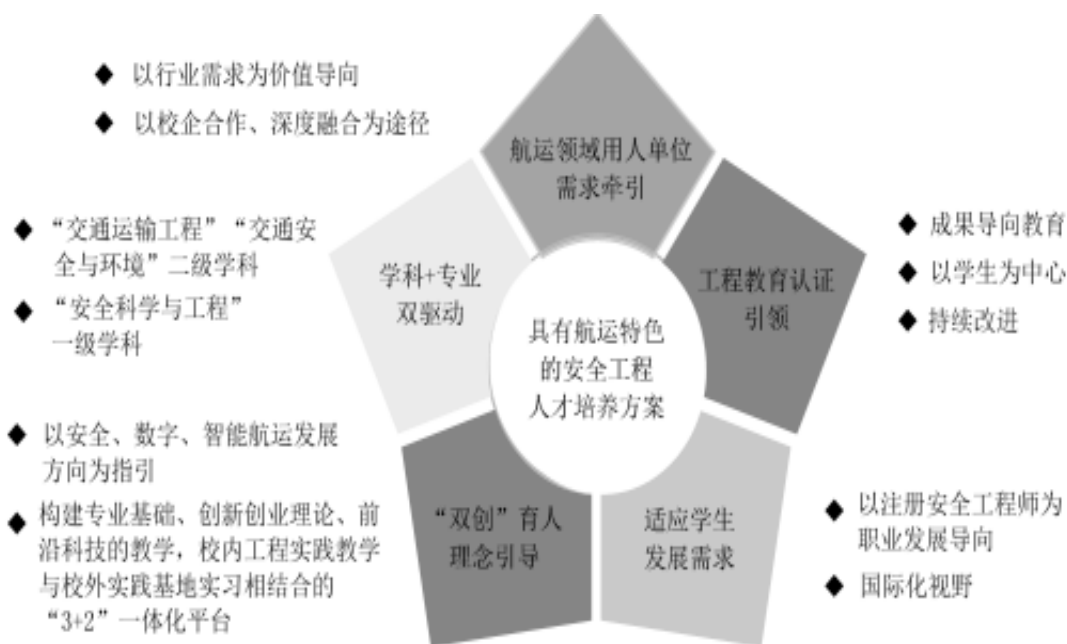 ◆ 以行业需求为价值导向
◆ 以校企合作、深度融合为途径
航运领域用人单位
需求牵引
◆ “交通运输工程”“交通安
全与环境”二级学科
◆ “安全科学与工程”
一级学科
学科+专业
双驱动
工程教育认证
引领
◆ 成果导向教育
◆ 以学生为中心
◆ 持续改进
具有航运特色
的安全工程
人才培养方案
◆ 以安全、数字、智能航运发展
方向为指引
◆ 构建专业基础、创新创业理论、前
沿科技的教学，校内工程实践教学
与校外实践基地实习相结合的
“3+2”一体化平台
“双创”育人
理念引导
适应学生
发展需求
◆ 以注册安全工程师为
职业发展导向
◆ 国际化视野